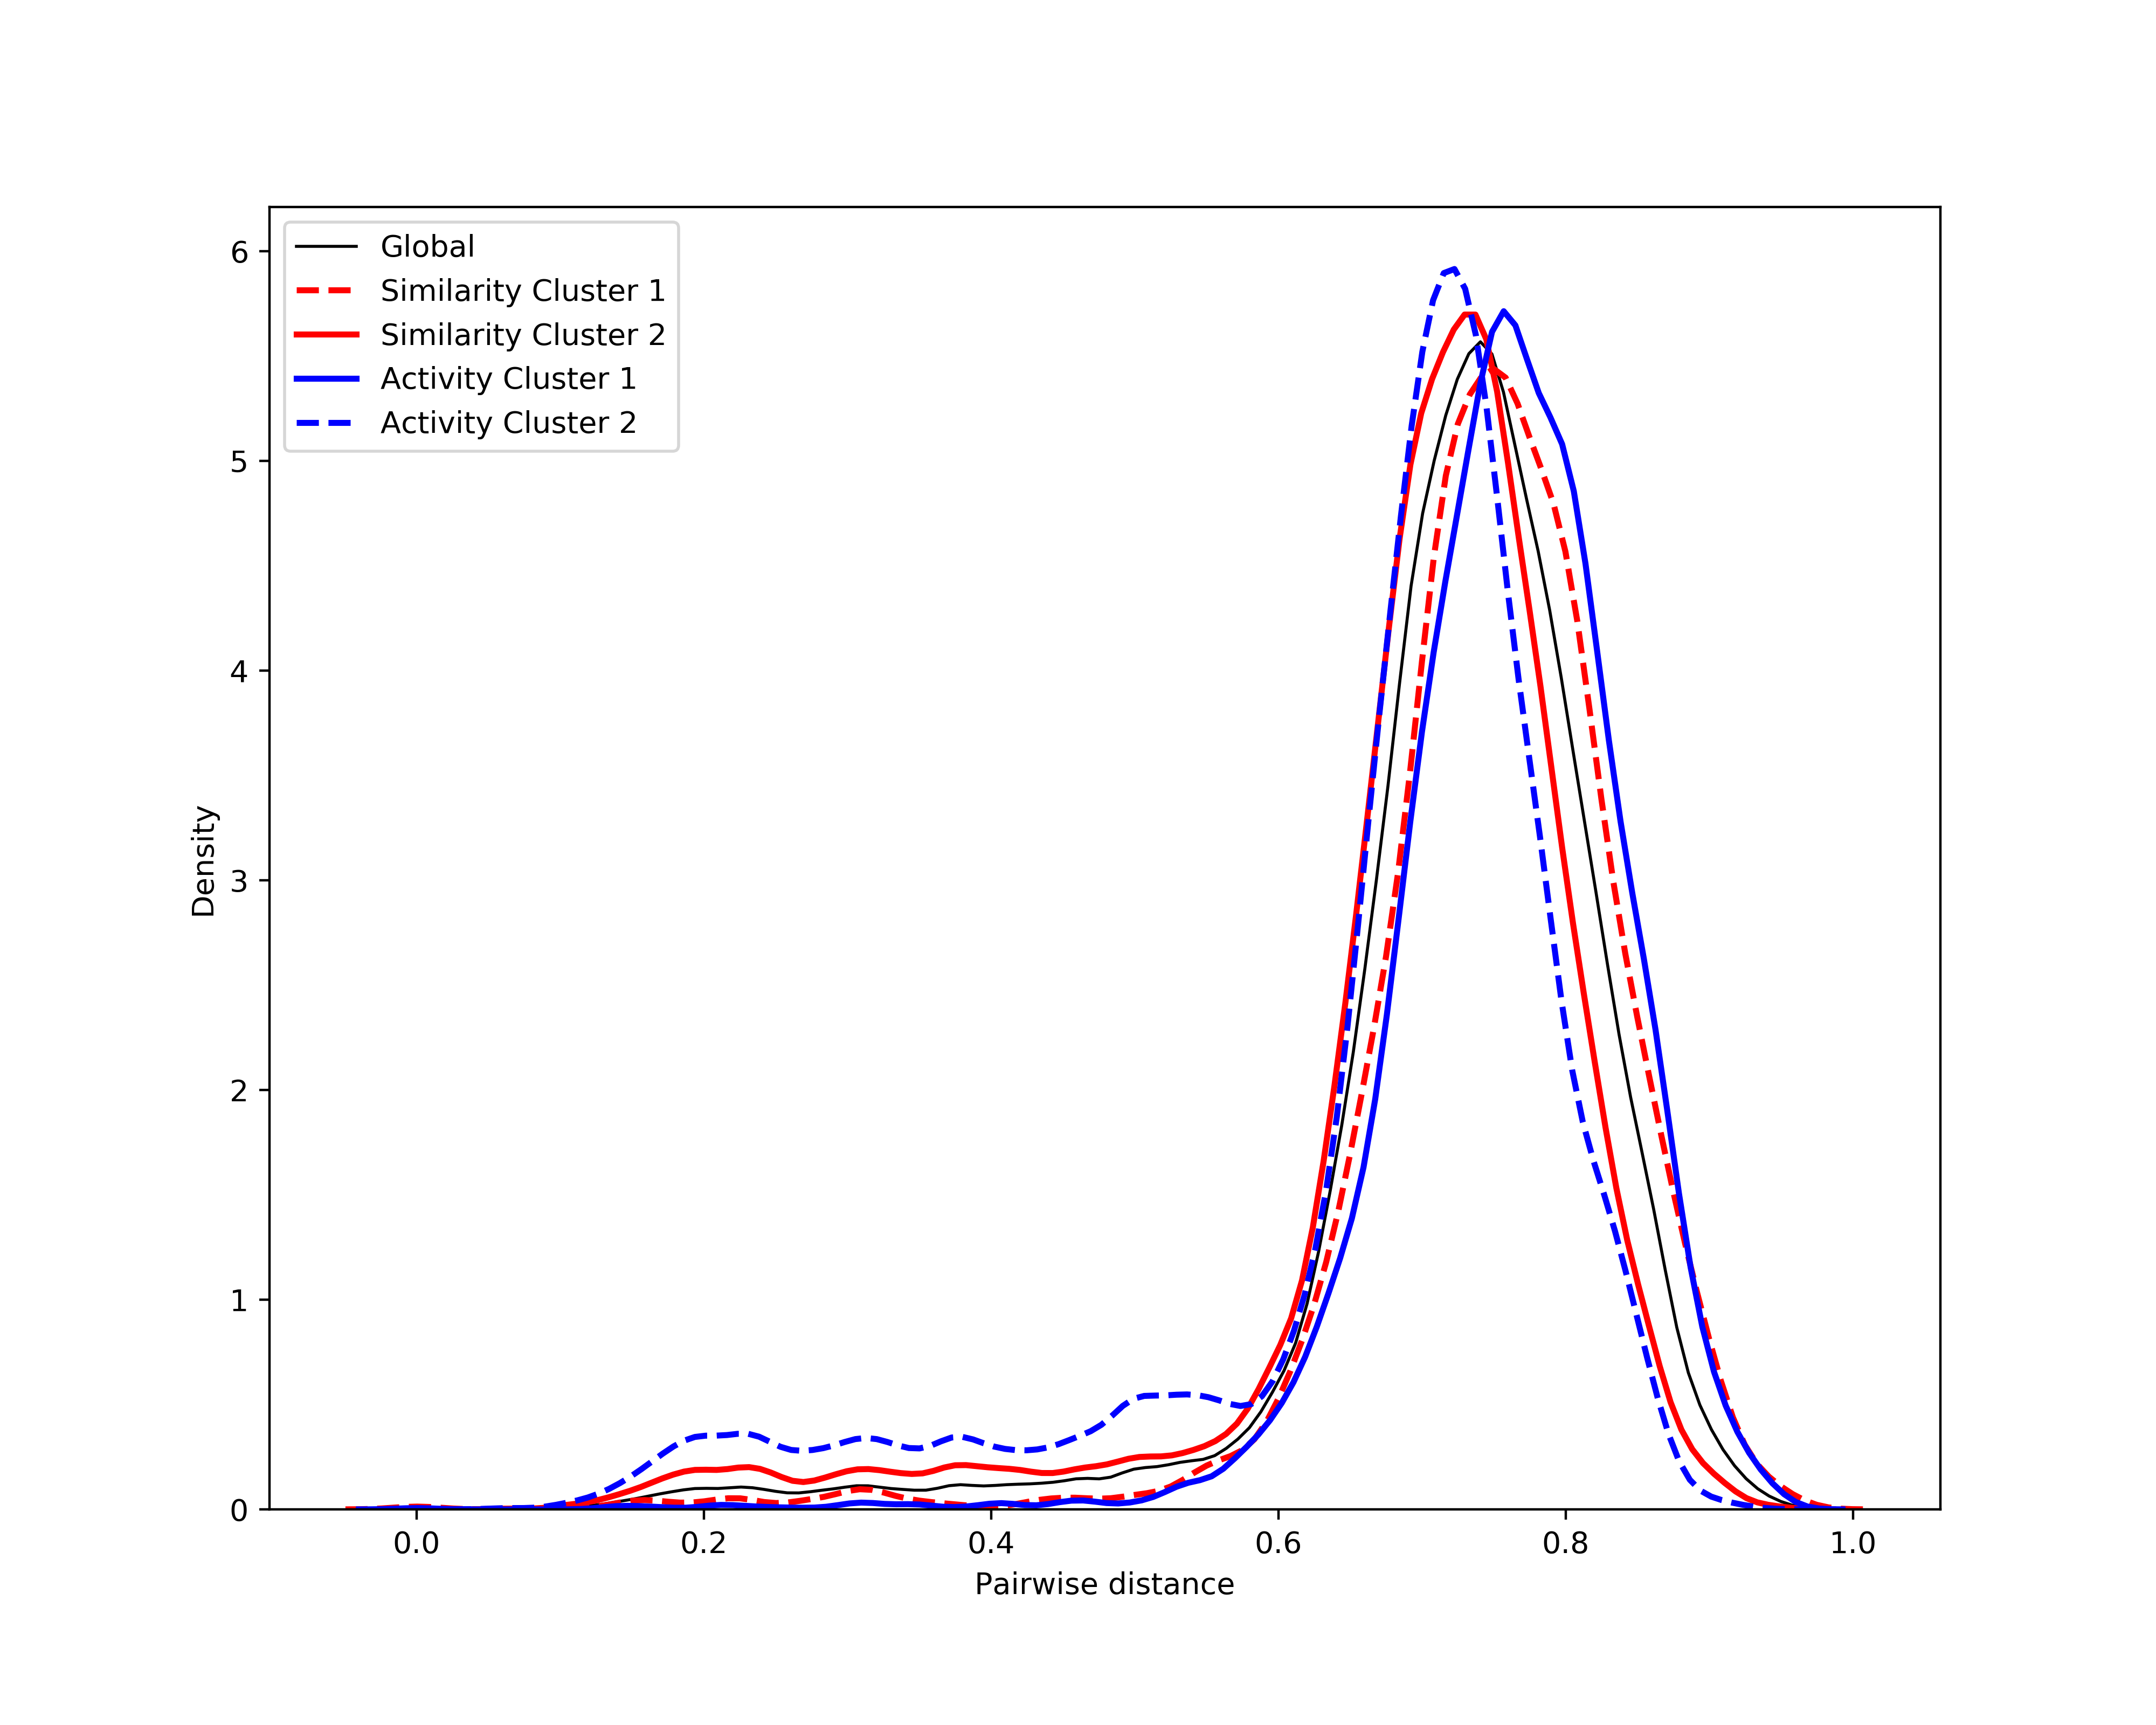 Global
Similarity Cluster 1
Similarity Cluster 2
Activity Cluster 1
Activity Cluster 2
6
5
4
3
2
1
0
Density
0.0 0.2 0.4 0.6 0.8 1.0
Pairwise distance